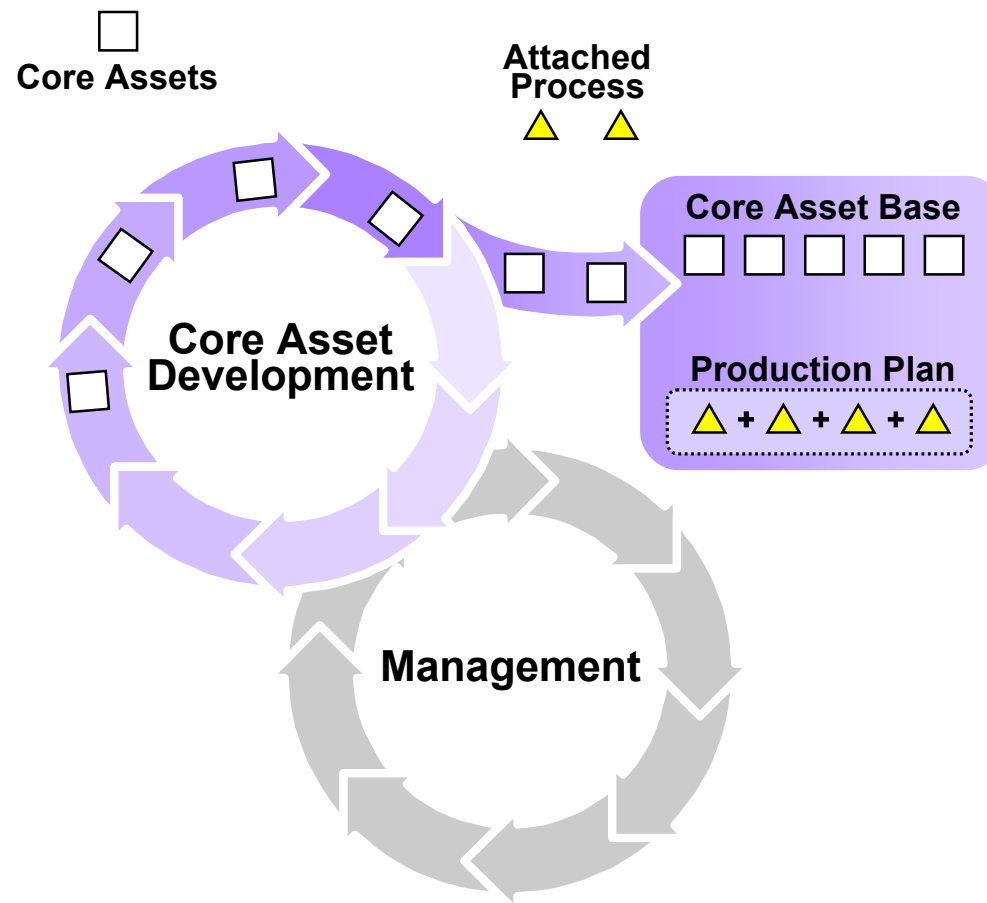 Core Assets
Attached
Process
Core Asset Base
Core Asset
Development
Production Plan
+ + +
Management